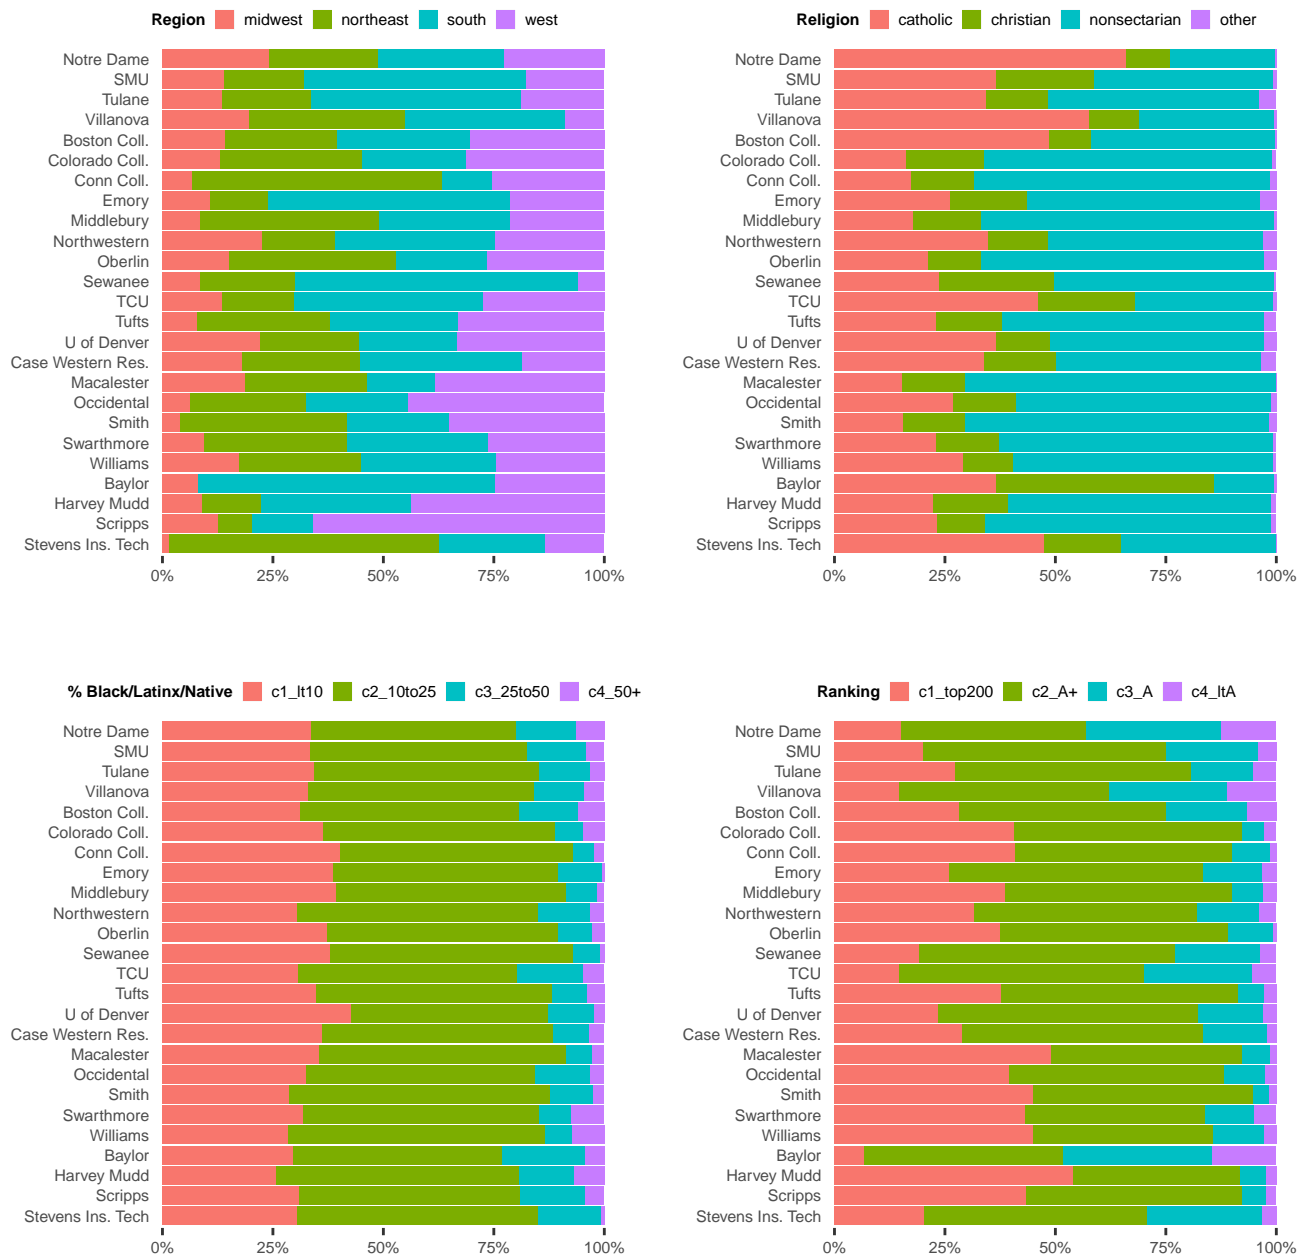 Region midwest northeast south west
Notre Dame
SMU
Tulane
Villanova
Boston Coll.
Colorado Coll.
Conn Coll.
Emory
Middlebury
Northwestern
Oberlin
Sewanee
TCU
Tufts
U of Denver
Case Western Res.
Macalester
Occidental
Smith
Swarthmore
Williams
Baylor
Harvey Mudd
Scripps
Stevens Ins. Tech
0% 25% 50% 75% 100%
Religion catholic christian nonsectarian other
Notre Dame
SMU
Tulane
Villanova
Boston Coll.
Colorado Coll.
Conn Coll.
Emory
Middlebury
Northwestern
Oberlin
Sewanee
TCU
Tufts
U of Denver
Case Western Res.
Macalester
Occidental
Smith
Swarthmore
Williams
Baylor
Harvey Mudd
Scripps
Stevens Ins. Tech
0% 25% 50% 75% 100%
% Black/Latinx/Native c1_lt10 c2_10to25 c3_25to50 c4_50+
Notre Dame
SMU
Tulane
Villanova
Boston Coll.
Colorado Coll.
Conn Coll.
Emory
Middlebury
Northwestern
Oberlin
Sewanee
TCU
Tufts
U of Denver
Case Western Res.
Macalester
Occidental
Smith
Swarthmore
Williams
Baylor
Harvey Mudd
Scripps
Stevens Ins. Tech
0% 25% 50% 75% 100%
Ranking c1_top200 c2_A+ c3_A c4_ltA
Notre Dame
SMU
Tulane
Villanova
Boston Coll.
Colorado Coll.
Conn Coll.
Emory
Middlebury
Northwestern
Oberlin
Sewanee
TCU
Tufts
U of Denver
Case Western Res.
Macalester
Occidental
Smith
Swarthmore
Williams
Baylor
Harvey Mudd
Scripps
Stevens Ins. Tech
0% 25% 50% 75% 100%